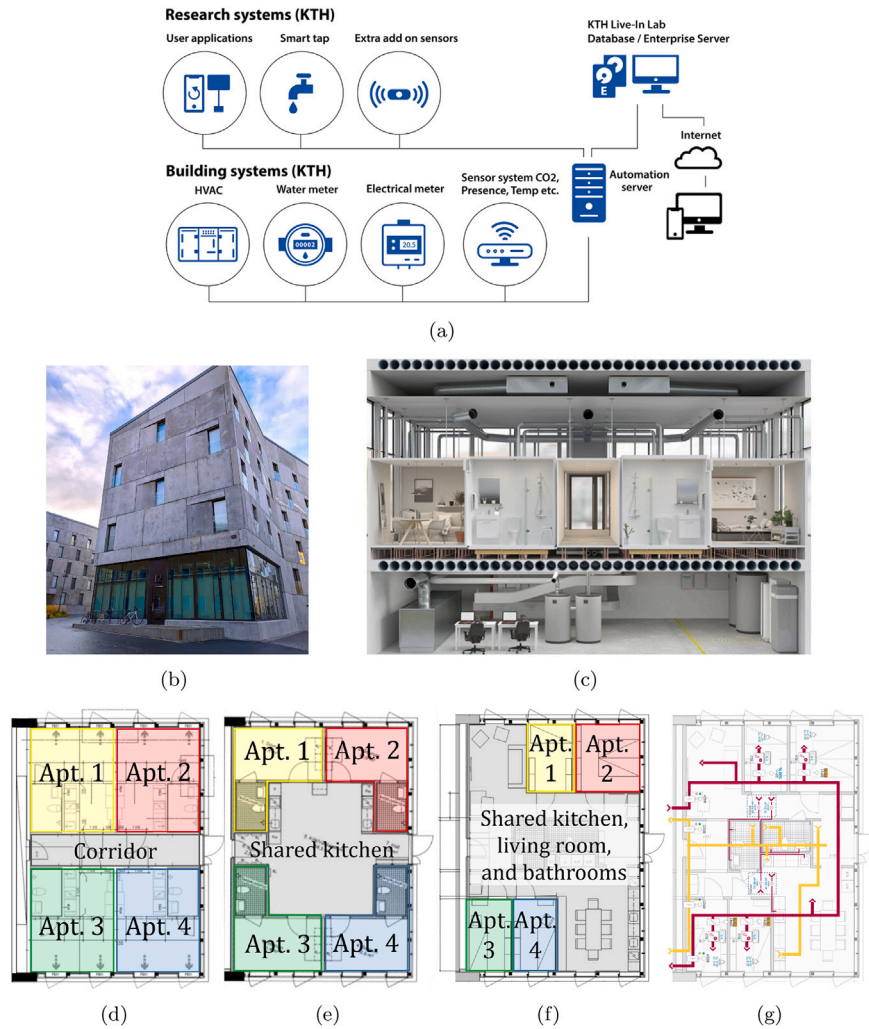 Research systems (KTH)
User applications
Smart tap
Extra add on sensors
KTH Live-In Lab
Database / Enterprise Server
E
Internet
Automation
server
Building systems (KTH)
HVAC
Water meter
Electrical meter
Sensor system CO2,
Presence, Temp etc.
00002
20.5
(a)
(b)
(c)
Apt. 1
Apt. 2
Corridor
Apt. 3
Apt. 4
(d)
Apt. 1
Apt. 2
Shared kitchen
Apt. 3
Apt. 4
(e)
Apt.
1
Apt.
2
Shared kitchen,
living room,
and bathrooms
Apt.
3
Apt.
4
(f)
(g)